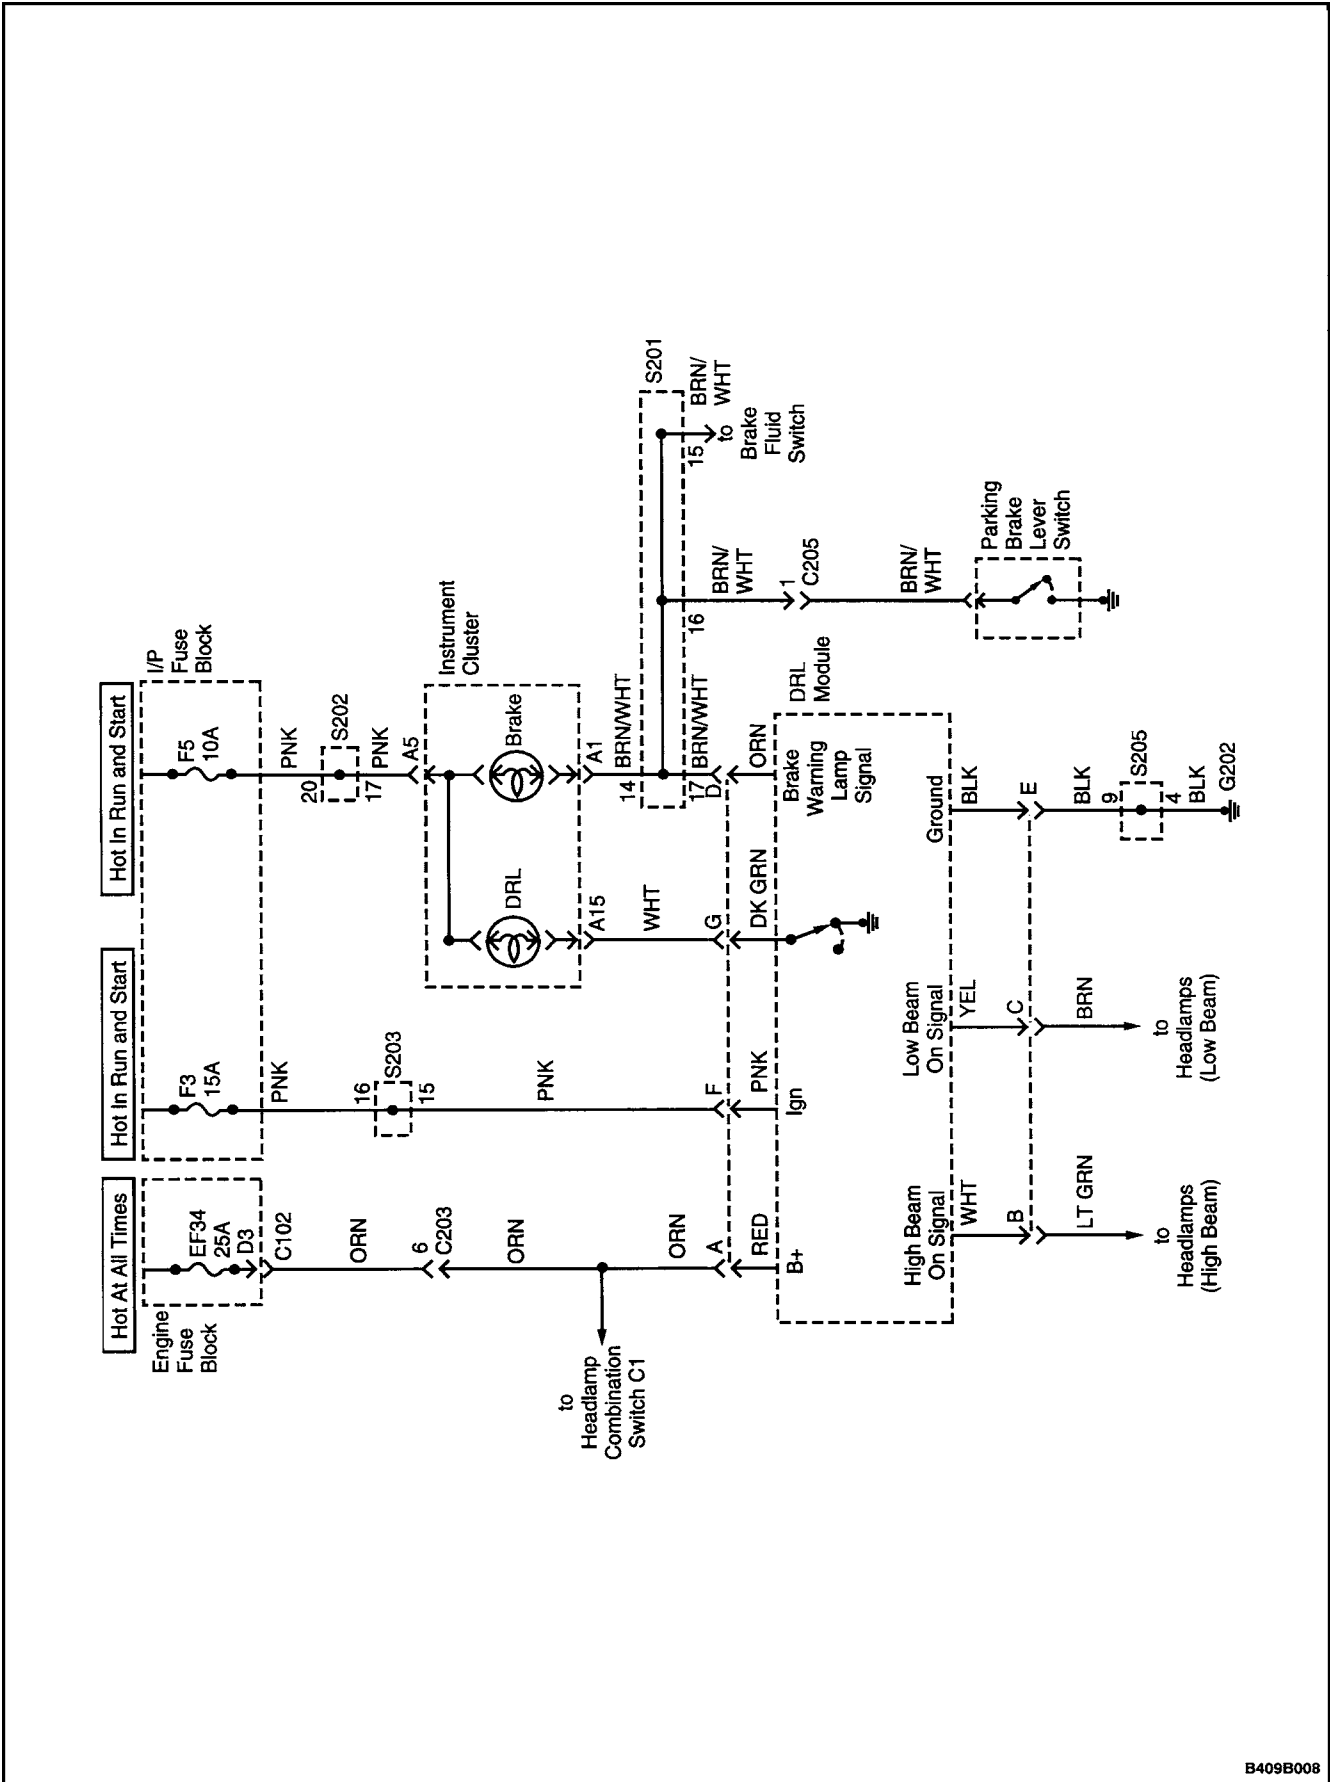 Hot At All Times
Hot In Run and Start
Hot In Run and Start
Engine
Fuse
Block
EF34
25A
D3
C102
F3
15A
F5
10A
I/P
Fuse
Block
ORN
PNK
PNK
6
C203
16
S203
15
20
S202
17
PNK
A5
ORN
PNK
DRL
Brake
Instrument
Cluster
A15
A1
to
Headlamp
Combination
Switch C1
WHT
14
BRN/WHT
S201
ORN
17
BRN/WHT
16
BRN/
WHT
15
BRN/
WHT
to
Brake
Fluid
Switch
A
F
G
D
1
C205
RED
PNK
DK GRN
ORN
DRL
Module
B+
Ign
Brake
Warning
Lamp
Signal
BRN/
WHT
Parking
Brake
Lever
Switch
High Beam
On Signal
Low Beam
On Signal
Ground
WHT
YEL
BLK
B
C
E
LT GRN
BRN
BLK
9
S205
4
to
Headlamps
(High Beam)
to
Headlamps
(Low Beam)
BLK
G202
B409B008